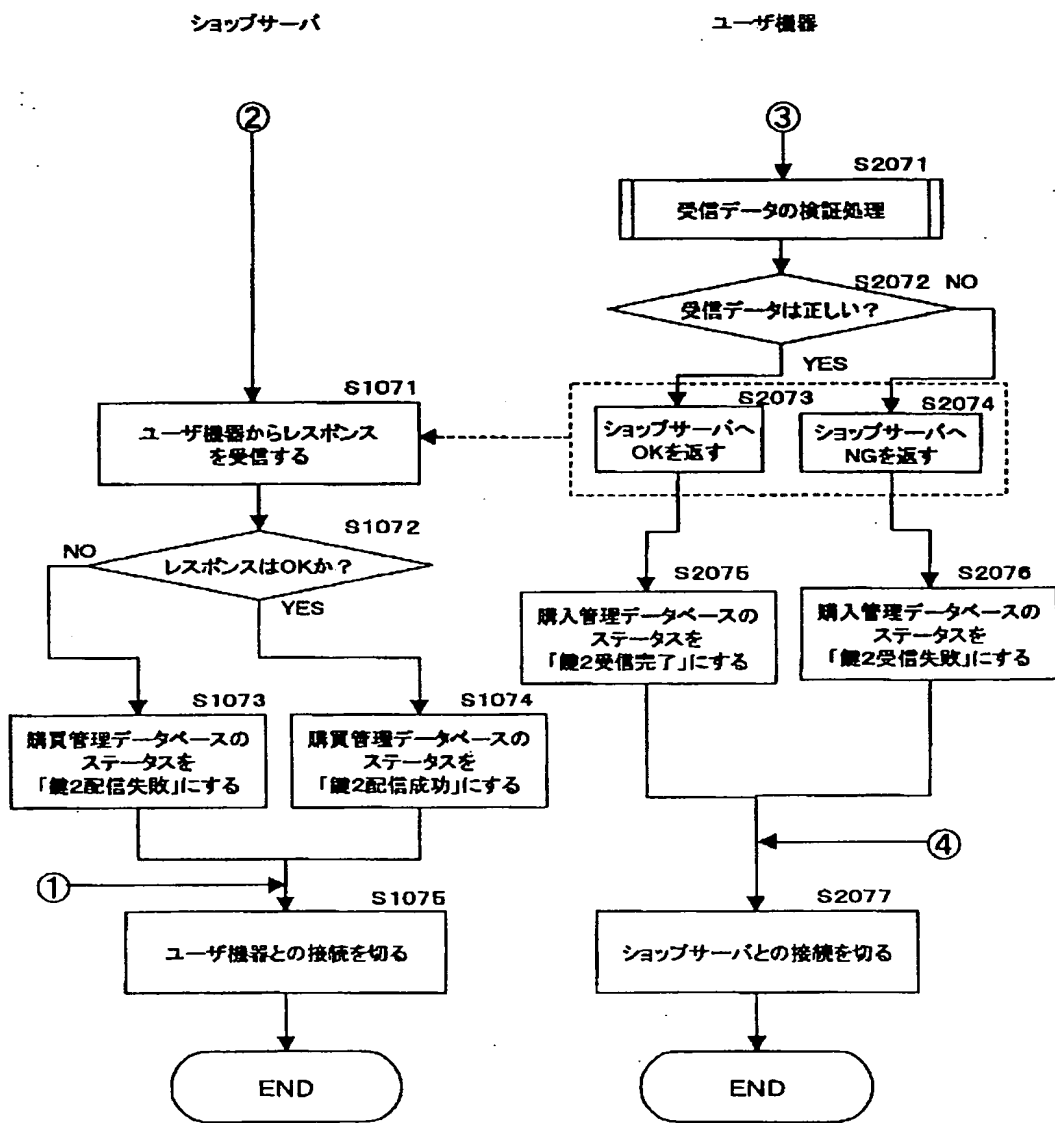 ショップサーバ
ユーザ機器
②
③
S2071
受信データの検証処理
S2072 NO
受信データは正しい？
YES
S1071
ユーザ機器からレスポンス
を受信する
S2073
ショップサーバへ
OKを返す
S2074
ショップサーバへ
NGを返す
S1072
NO
レスポンスはOKか？
YES
S2075
購入管理データベースの
ステータスを
「鍵2受信完了」にする
S2076
購入管理データベースの
ステータスを
「鍵2受信失敗」にする
S1073
購買管理データベースの
ステータスを
「鍵2配信失敗」にする
S1074
購買管理データベースの
ステータスを
「鍵2配信成功」にする
④
①
S1075
ユーザ機器との接続を切る
S2077
ショップサーバとの接続を切る
END
END